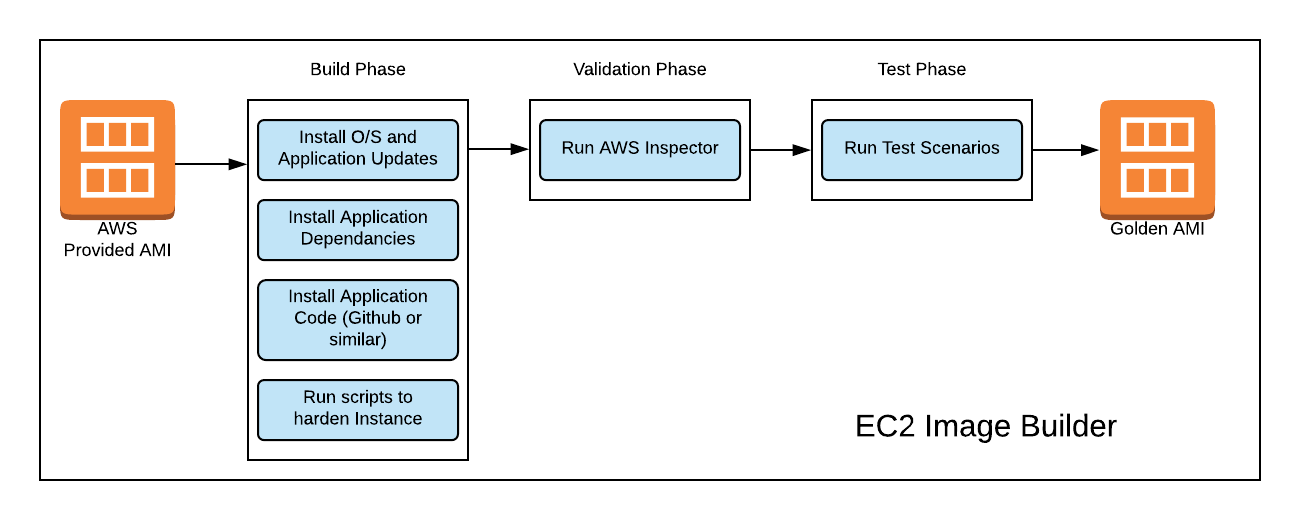 Build Phase
Validation Phase
Test Phase
Install O/S and
Application Updates
Run AWS Inspector
Run Test Scenarios
AWS
Provided AMI
Install Application
Dependancies
Golden AMI
Install Application
Code (Github or
similar)
Run scripts to
harden Instance
EC2 Image Builder